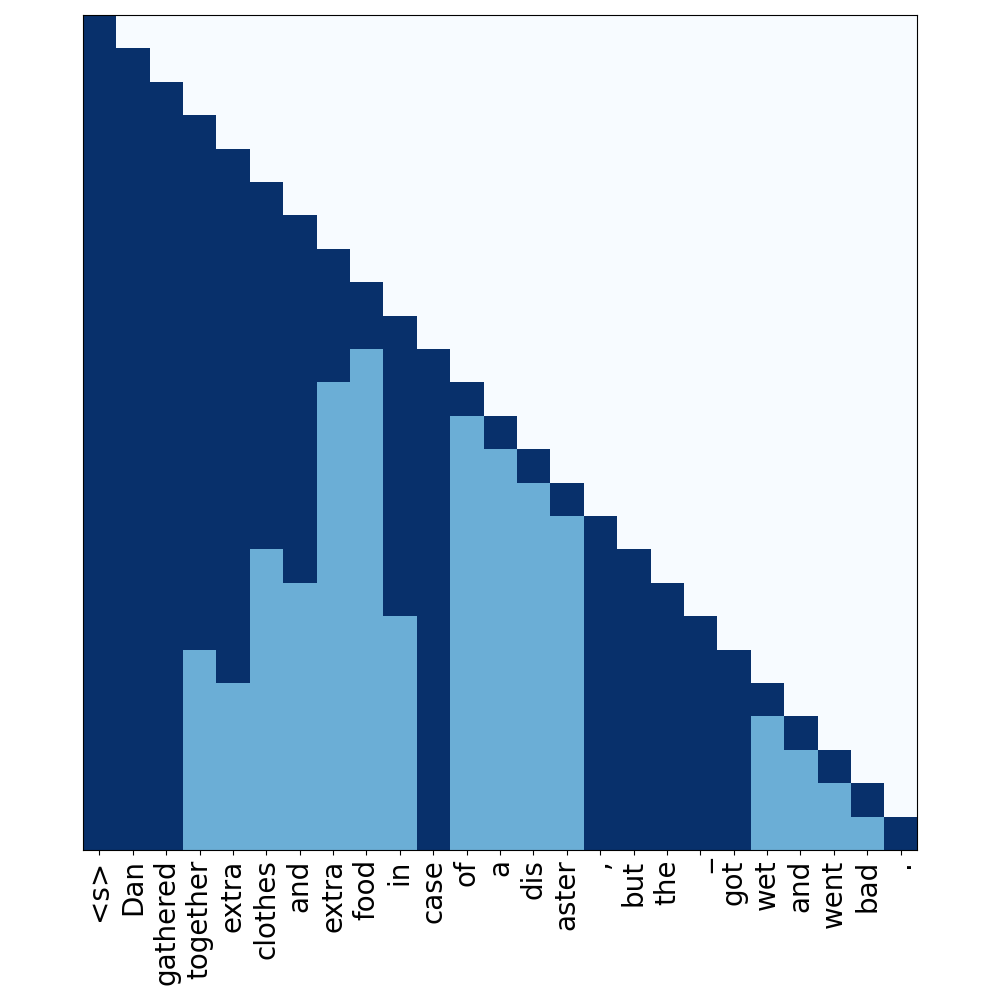 <s> Dan gathered together extra clothes and extra food in case of a dis aster , but the _ got wet and went bad .